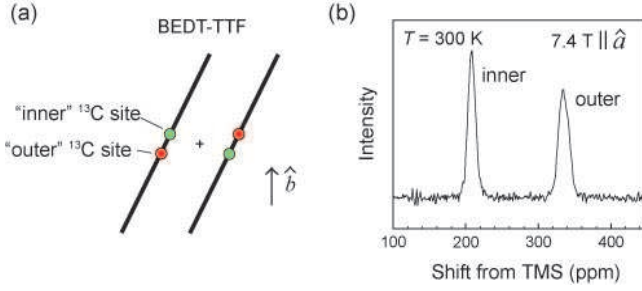 (a)
BEDT-TTF
"inner" ¹³C site
"outer" ¹³C site
+
b̂
(b)
T = 300 K
7.4 T || â
inner
outer
Intensity
100 200 300 400
Shift from TMS (ppm)